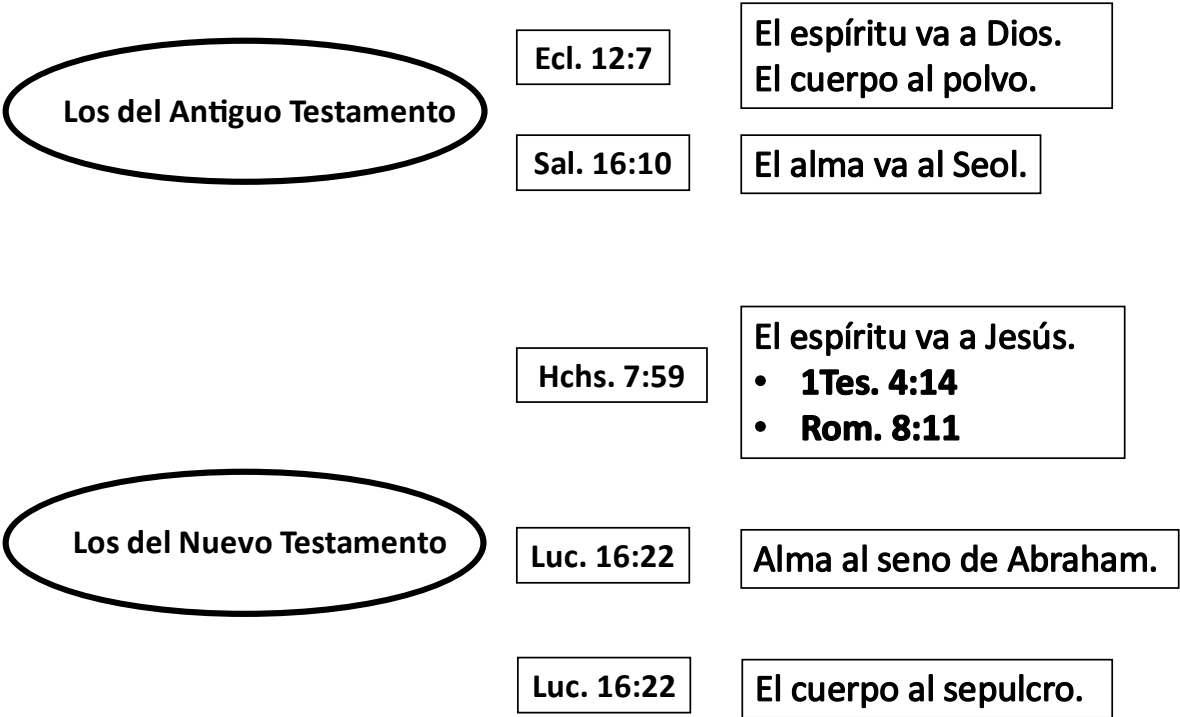 Los del Antiguo Testamento
Ecl. 12:7
El espíritu va a Dios.
El cuerpo al polvo.
Sal. 16:10
El alma va al Seol.
Los del Nuevo Testamento
Hchs. 7:59
El espíritu va a Jesús.
• 1Tes. 4:14
• Rom. 8:11
Luc. 16:22
Alma al seno de Abraham.
Luc. 16:22
El cuerpo al sepulcro.